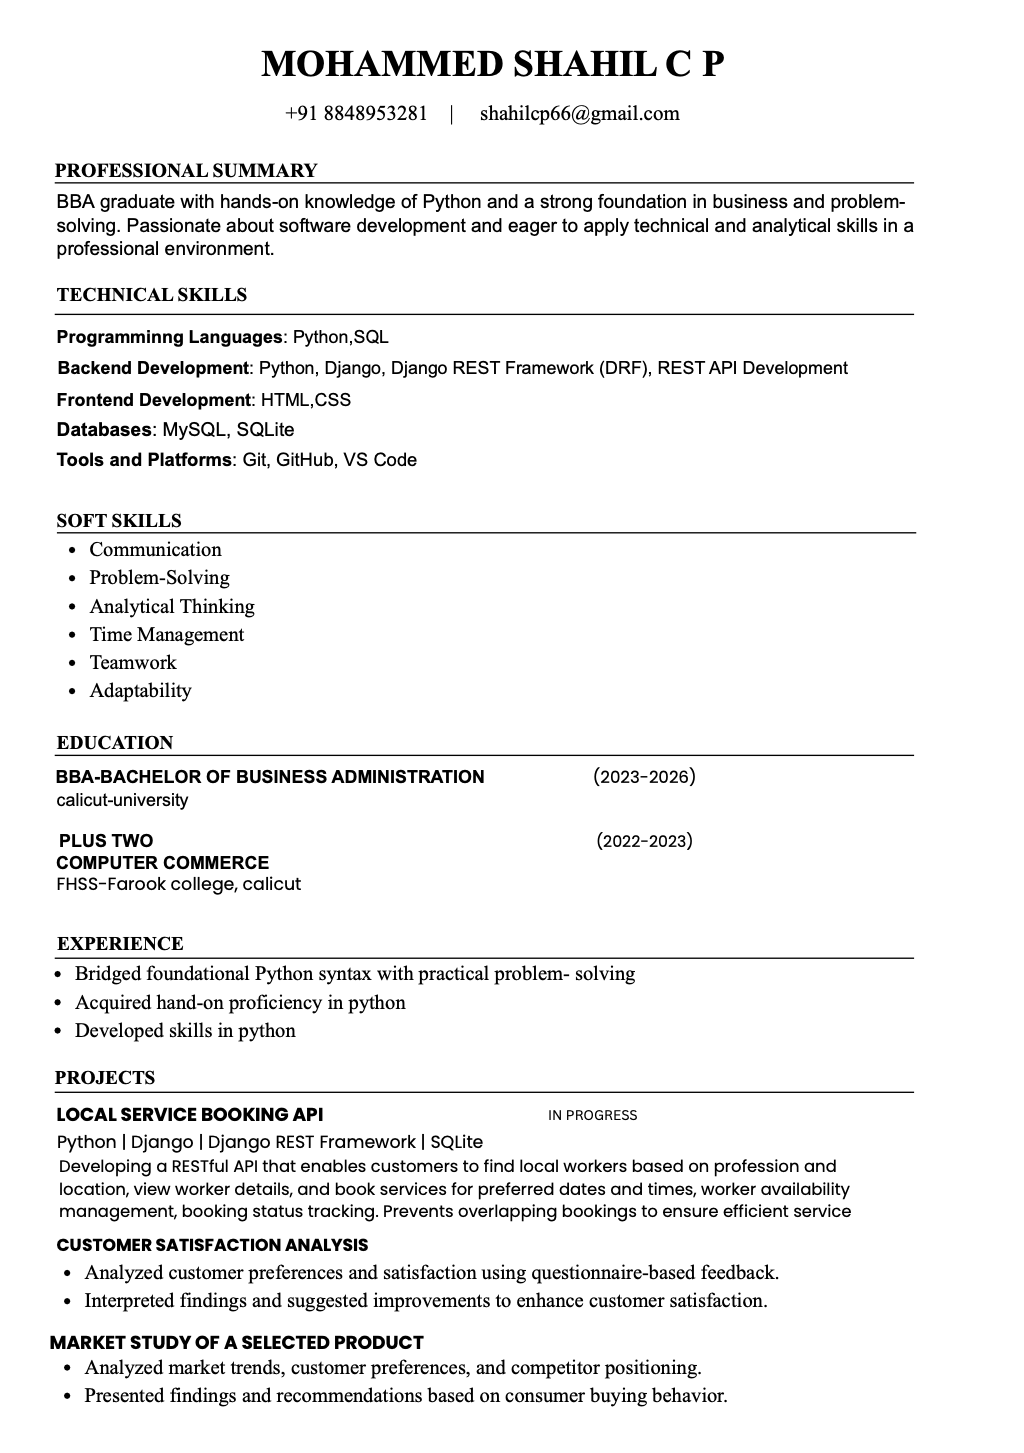 MOHAMMED SHAHIL C P
+91 8848953281 | shahilcp66@gmail.com
PROFESSIONAL SUMMARY
BBA graduate with hands-on knowledge of Python and a strong foundation in business and problem-
solving. Passionate about software development and eager to apply technical and analytical skills in a
professional environment.
TECHNICAL SKILLS
Programminng Languages: Python,SQL
Backend Development: Python, Django, Django REST Framework (DRF), REST API Development
Frontend Development: HTML,CSS
Databases: MySQL, SQLite
Tools and Platforms: Git, GitHub, VS Code
SOFT SKILLS
• Communication
• Problem-Solving
• Analytical Thinking
• Time Management
• Teamwork
• Adaptability
EDUCATION
BBA-BACHELOR OF BUSINESS ADMINISTRATION (2023-2026)
calicut-university
PLUS TWO (2022-2023)
COMPUTER COMMERCE
FHSS-Farook college, calicut
EXPERIENCE
• Bridged foundational Python syntax with practical problem- solving
• Acquired hand-on proficiency in python
• Developed skills in python
PROJECTS
LOCAL SERVICE BOOKING API IN PROGRESS
Python | Django | Django REST Framework | SQLite
Developing a RESTful API that enables customers to find local workers based on profession and
location, view worker details, and book services for preferred dates and times, worker availability
management, booking status tracking. Prevents overlapping bookings to ensure efficient service
CUSTOMER SATISFACTION ANALYSIS
• Analyzed customer preferences and satisfaction using questionnaire-based feedback.
• Interpreted findings and suggested improvements to enhance customer satisfaction.
MARKET STUDY OF A SELECTED PRODUCT
• Analyzed market trends, customer preferences, and competitor positioning.
• Presented findings and recommendations based on consumer buying behavior.